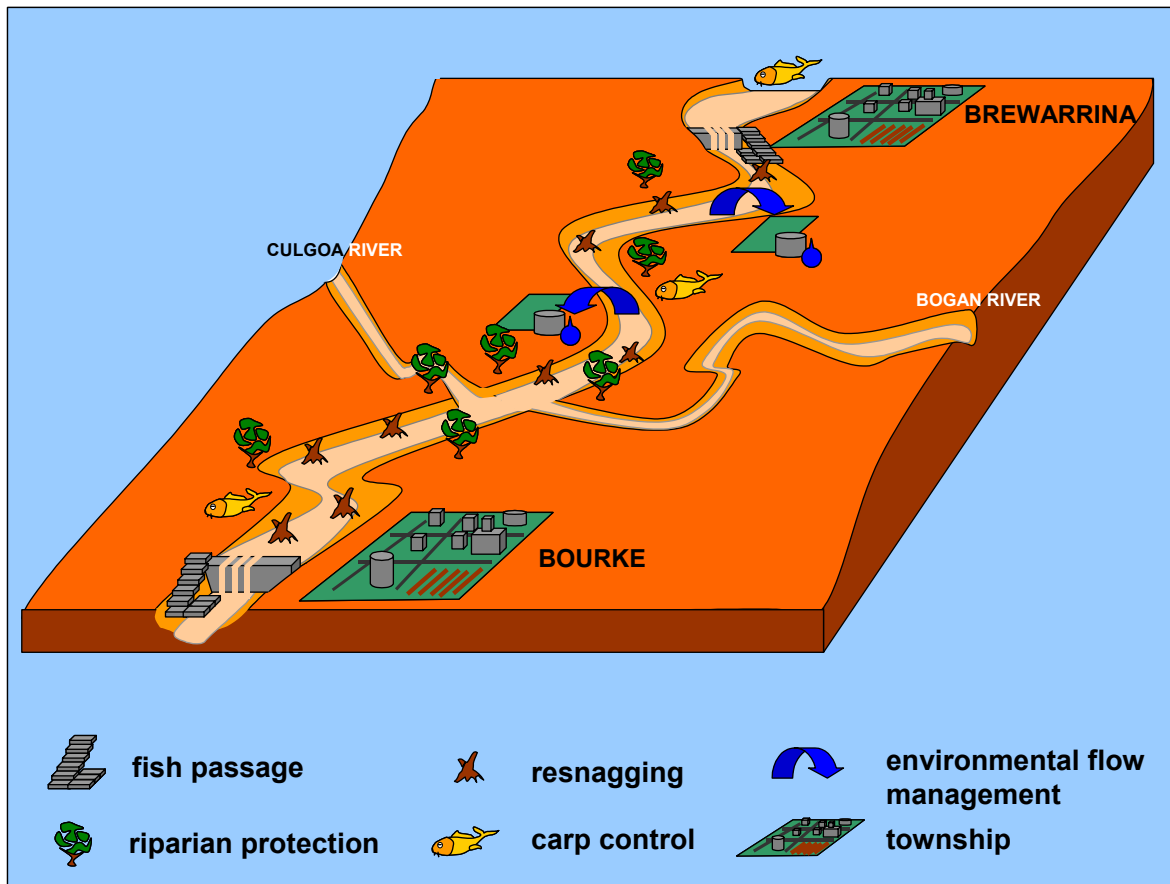 BREWARRINA
CULGOA RIVER
BOGAN RIVER
BOURKE
fish passage
resnagging
environmental flow
management
riparian protection
carp control
township